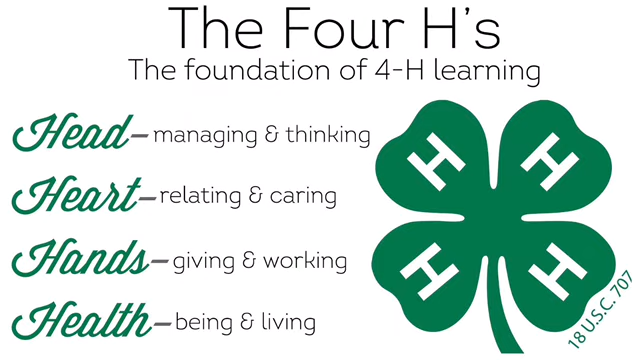 The Four H's
The foundation of 4-H learning
Head–managing & thinking
Heart–relating & caring
Hands–giving & working
Health–being & living
H H
H H
18 U.S.C. 707